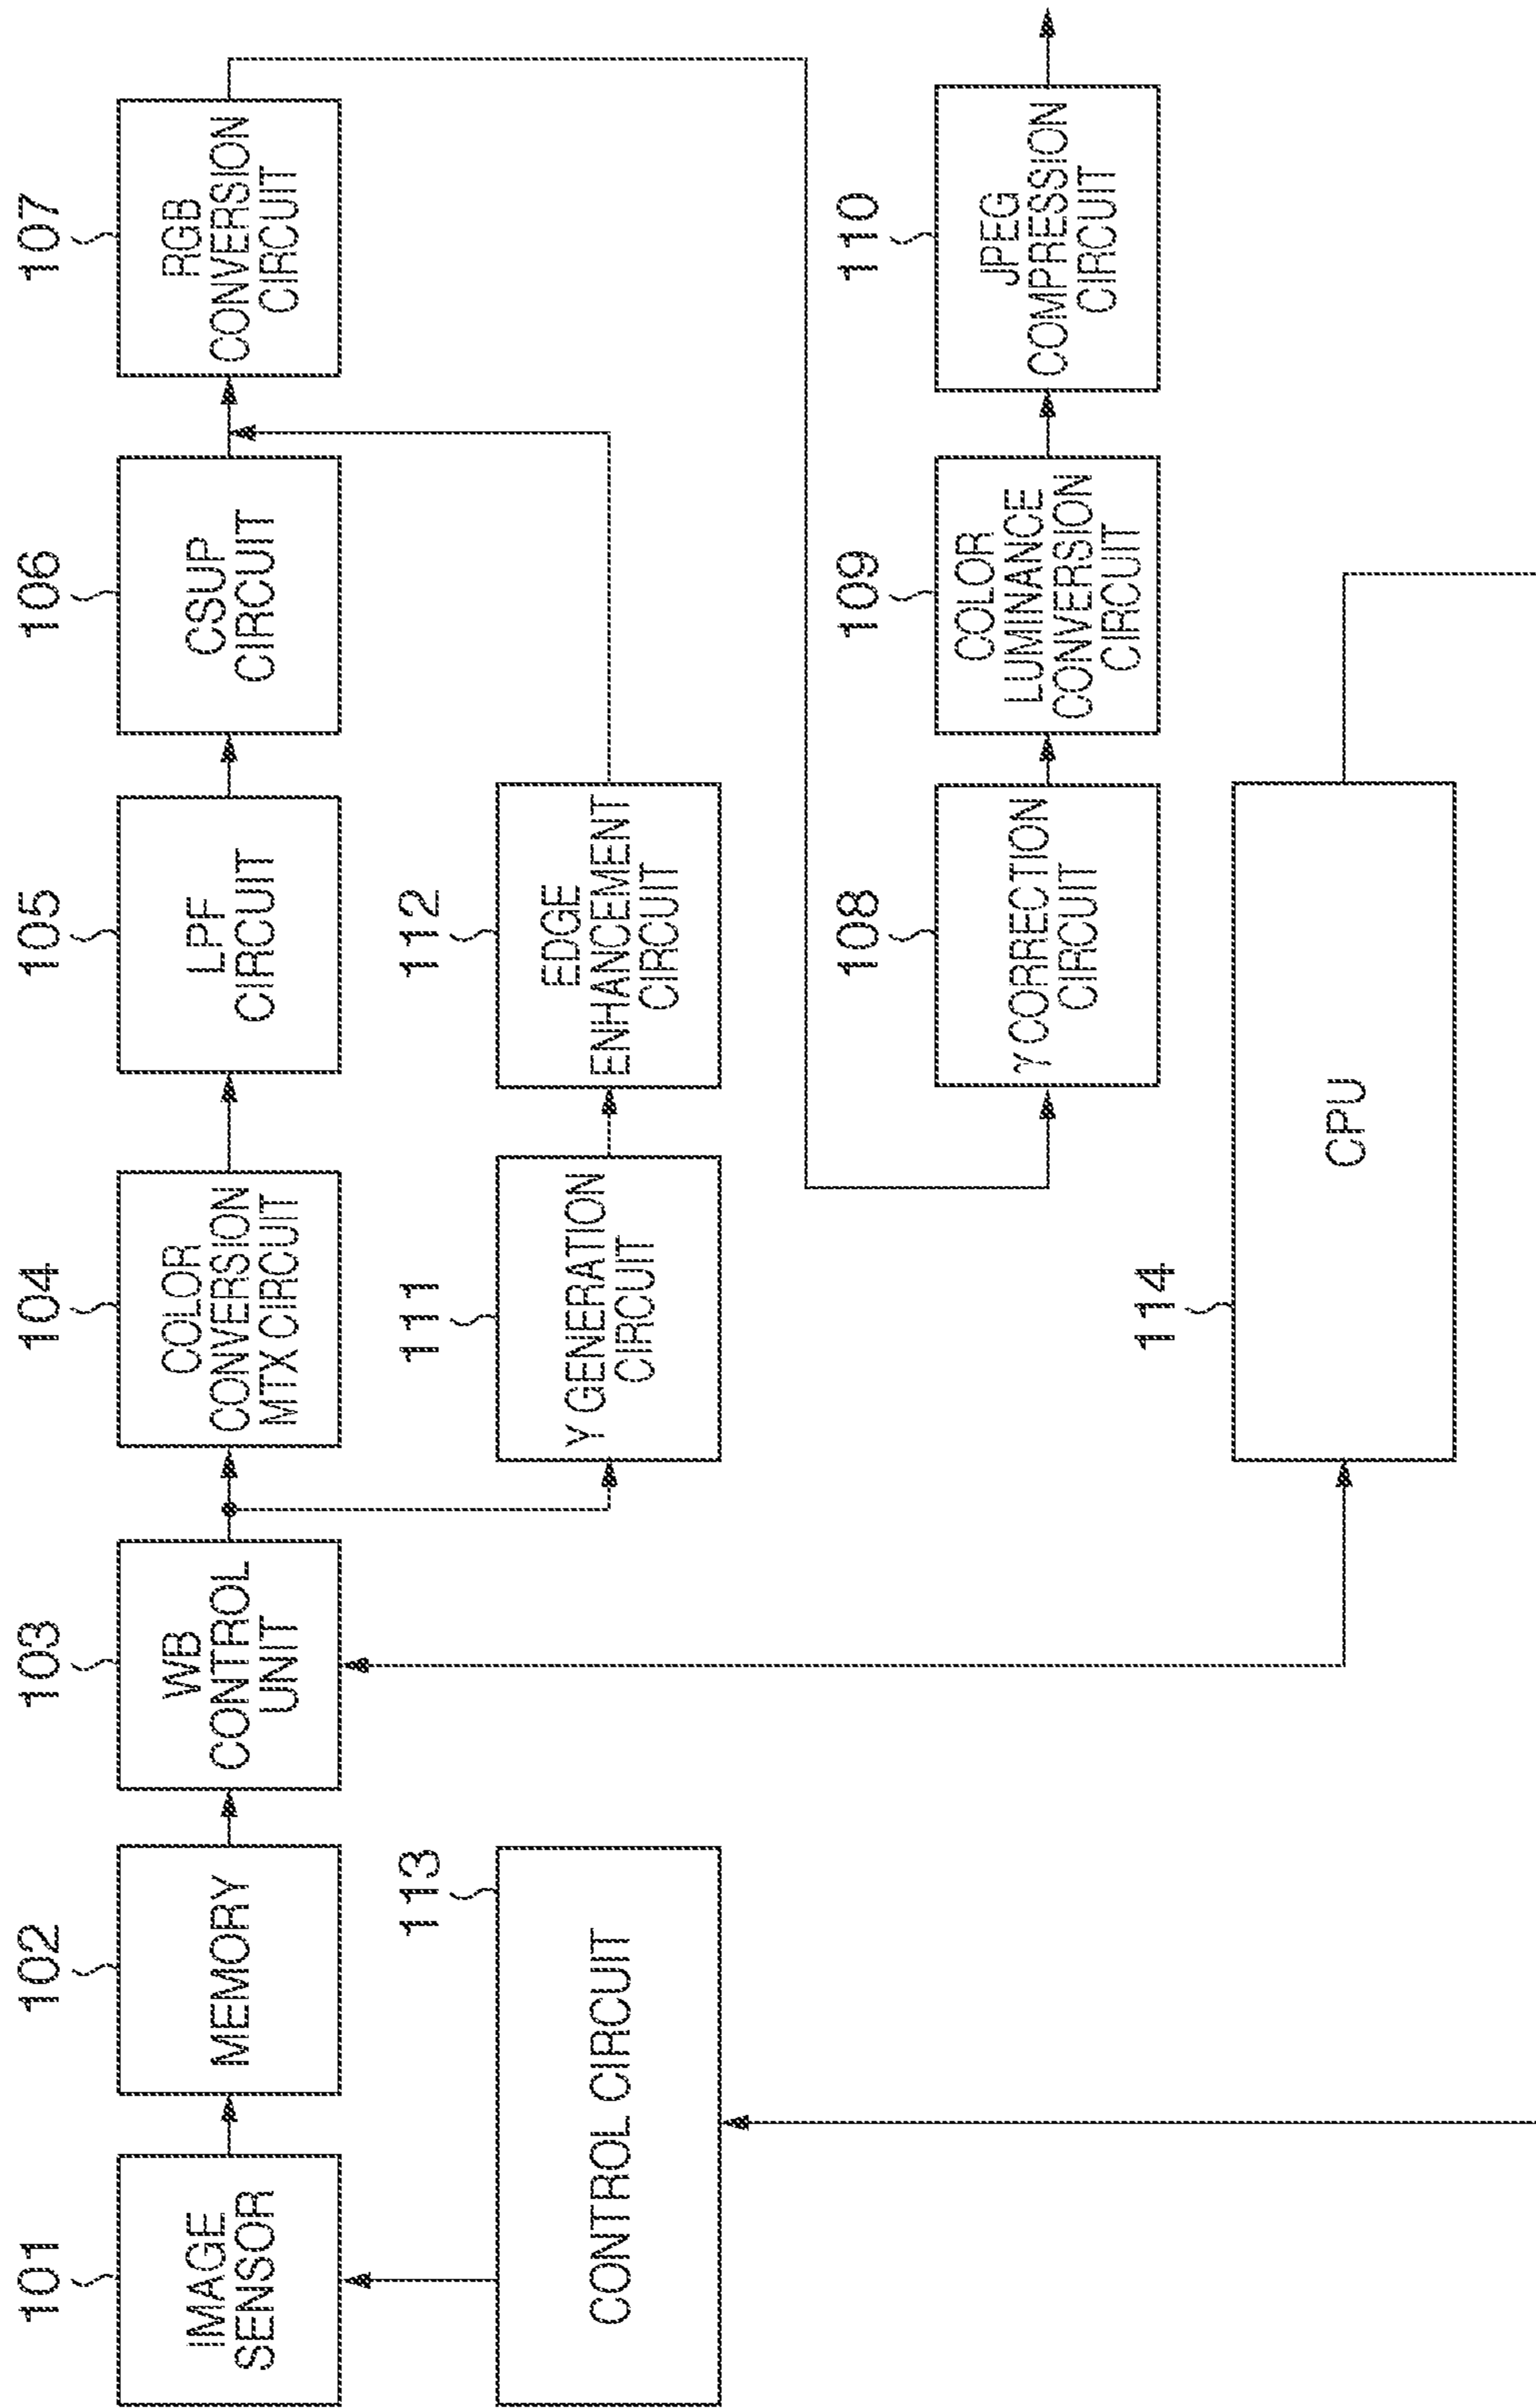 101
IMAGE
SENSOR
102
MEMORY
103
WB
CONTROL
UNIT
104
COLOR
CONVERSION
MTX CIRCUIT
105
LPF
CIRCUIT
106
CSUP
CIRCUIT
107
RGB
CONVERSION
CIRCUIT
113
CONTROL CIRCUIT
111
Y GENERATION
CIRCUIT
112
EDGE
ENHANCEMENT
CIRCUIT
108
γ CORRECTION
CIRCUIT
109
COLOR
LUMINANCE
CONVERSION
CIRCUIT
110
JPEG
COMPRESSION
CIRCUIT
114
CPU